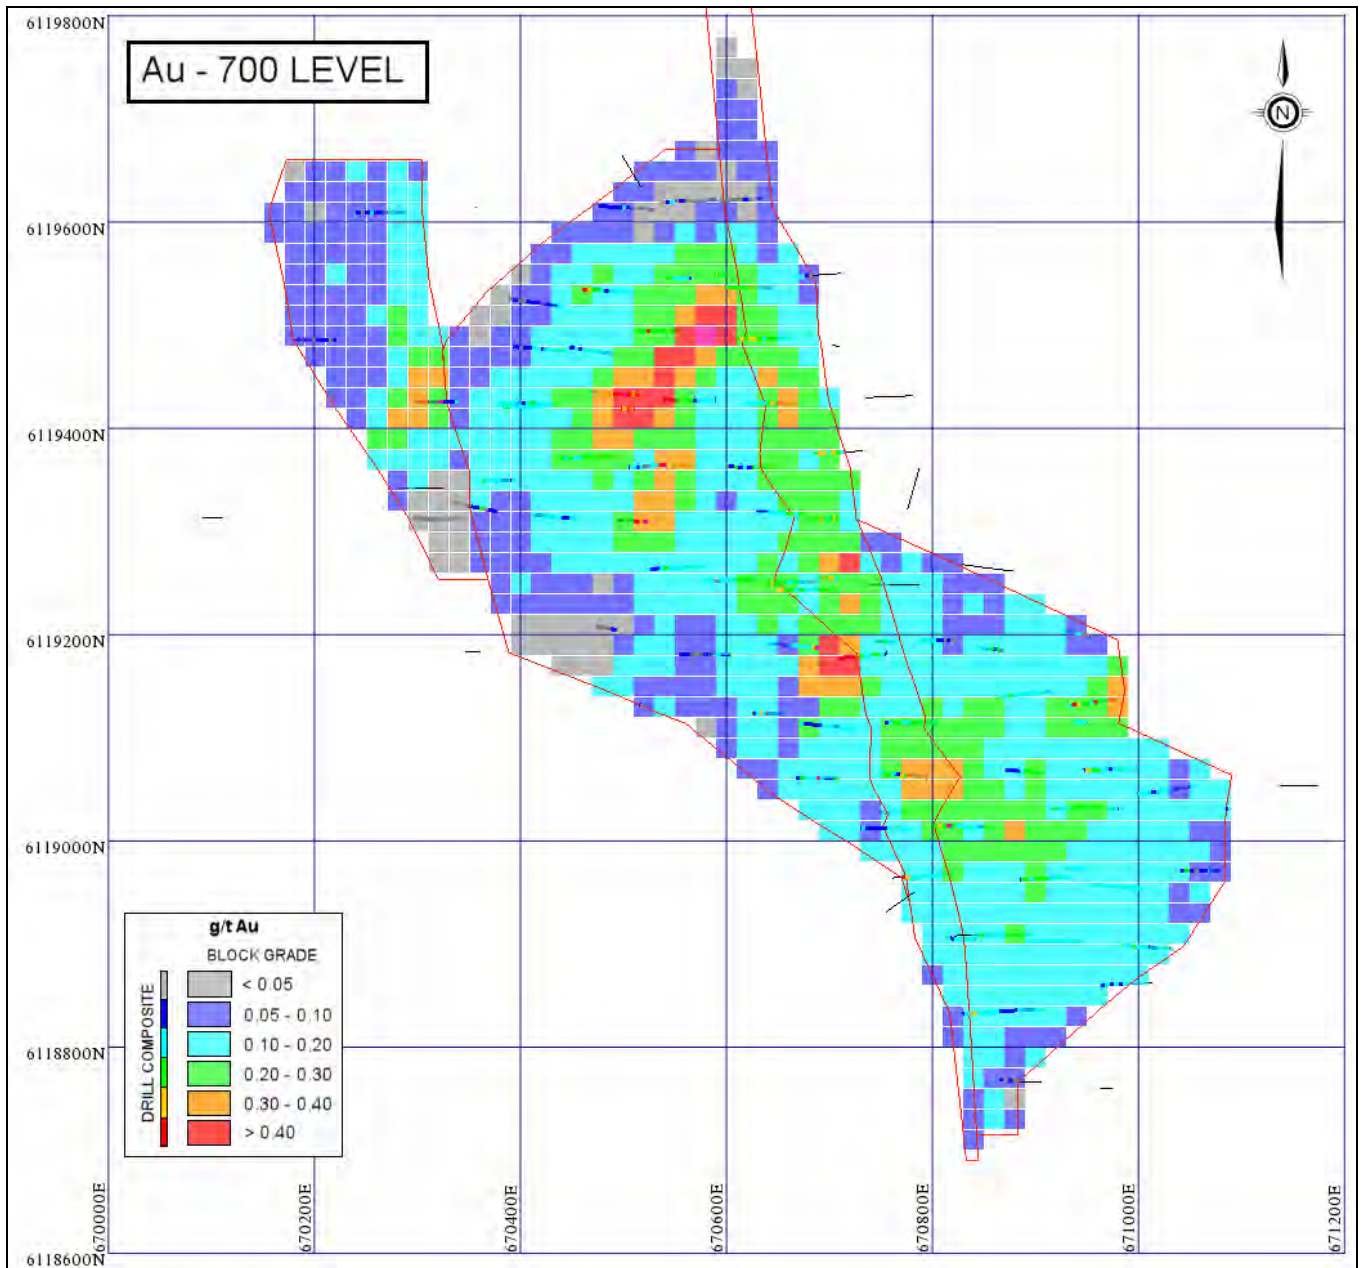 6119800N
Au - 700 LEVEL
N
6119600N
6119400N
6119200N
6119000N
g/t Au
BLOCK GRADE
DRILL COMPOSITE
< 0.05
0.05 - 0.10
0.10 - 0.20
0.20 - 0.30
0.30 - 0.40
> 0.40
6118800N
6118600N
670000E
670200E
670400E
670600E
670800E
671000E
671200E